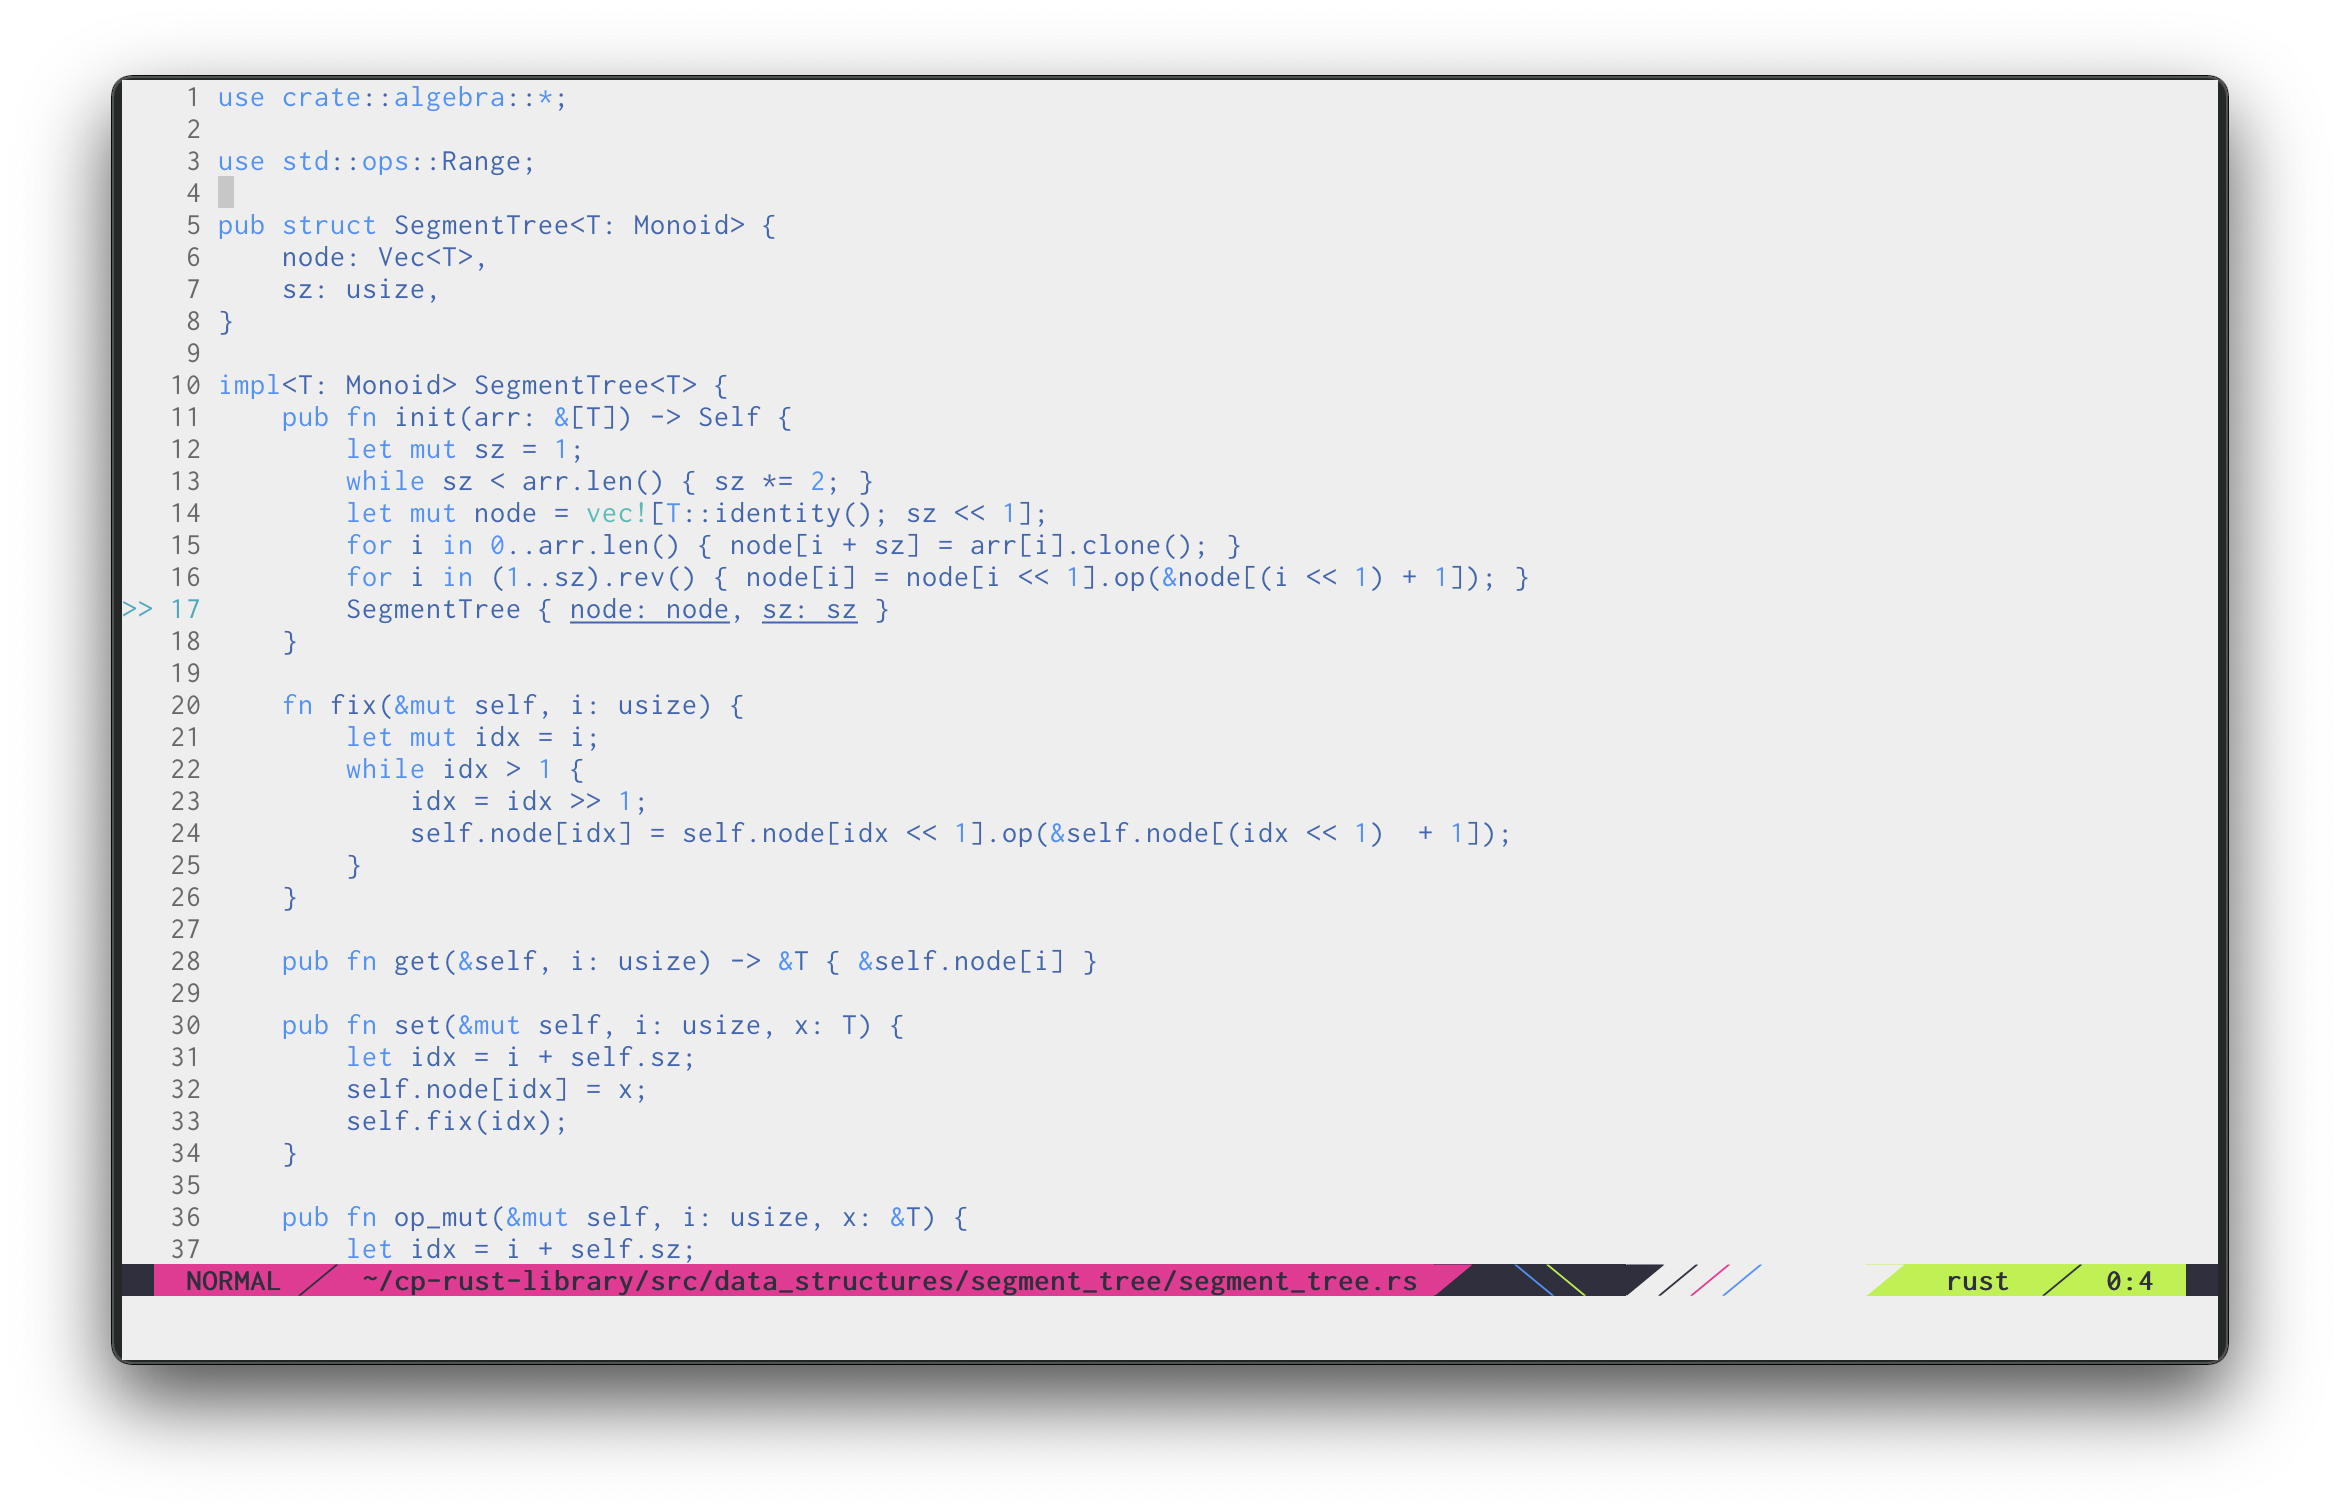 1 use crate::algebra::*;
2
3 use std::ops::Range;
4
5 pub struct SegmentTree<T: Monoid> {
6     node: Vec<T>,
7     sz: usize,
8 }
9
10 impl<T: Monoid> SegmentTree<T> {
11     pub fn init(arr: &[T]) -> Self {
12         let mut sz = 1;
13         while sz < arr.len() { sz *= 2; }
14         let mut node = vec![T::identity(); sz << 1];
15         for i in 0..arr.len() { node[i + sz] = arr[i].clone(); }
16         for i in (1..sz).rev() { node[i] = node[i << 1].op(&node[(i << 1) + 1]); }
>> 17         SegmentTree { node: node, sz: sz }
18     }
19
20     fn fix(&mut self, i: usize) {
21         let mut idx = i;
22         while idx > 1 {
23             idx = idx >> 1;
24             self.node[idx] = self.node[idx << 1].op(&self.node[(idx << 1)  + 1]);
25         }
26     }
27
28     pub fn get(&self, i: usize) -> &T { &self.node[i] }
29
30     pub fn set(&mut self, i: usize, x: T) {
31         let idx = i + self.sz;
32         self.node[idx] = x;
33         self.fix(idx);
34     }
35
36     pub fn op_mut(&mut self, i: usize, x: &T) {
37         let idx = i + self.sz;
NORMAL ~/cp-rust-library/src/data_structures/segment_tree/segment_tree.rs rust 0:4